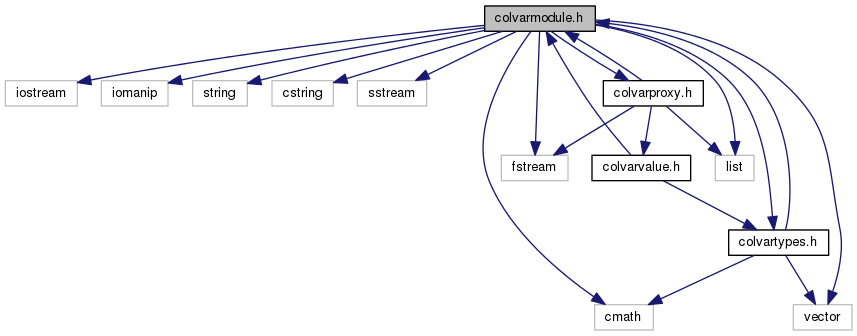 colvarmodule.h
iostream
iomanip
string
cstring
sstream
colvarproxy.h
fstream
colvarvalue.h
list
colvartypes.h
cmath
vector